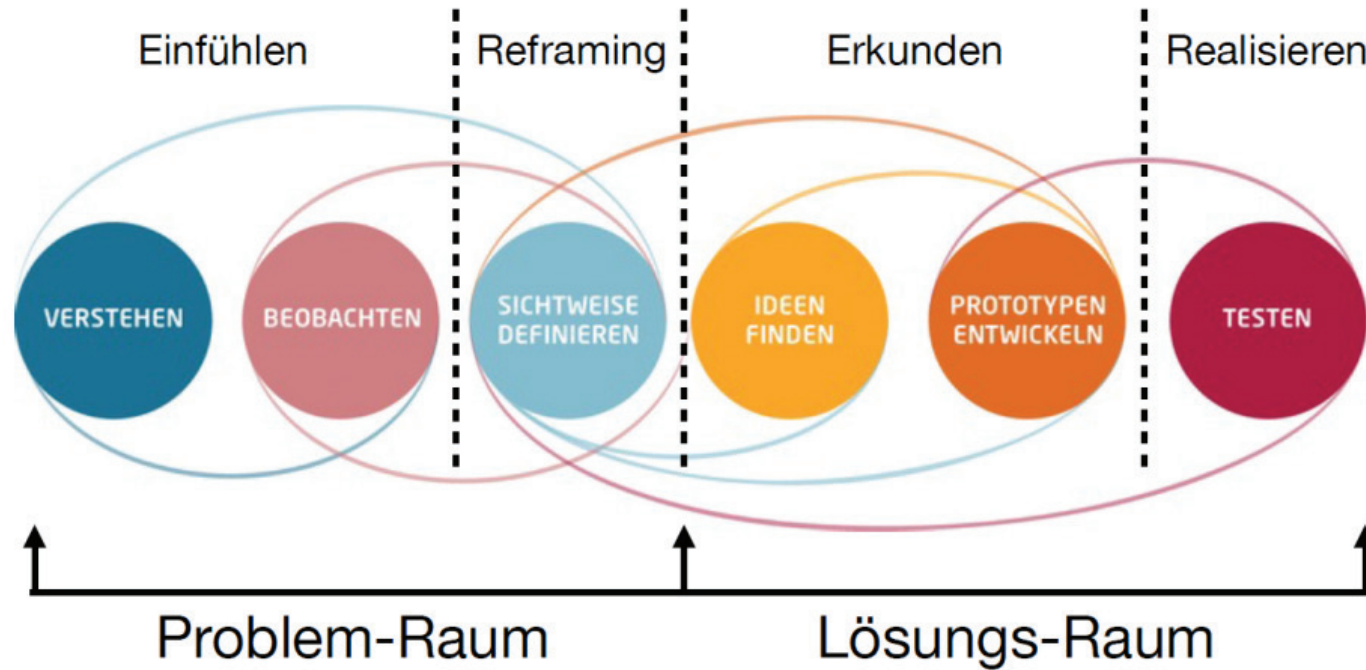 Einfühlen
Reframing
Erkunden
Realisieren
VERSTEHEN
BEOBACHTEN
SICHTWEISE
DEFINIEREN
IDEEN
FINDEN
PROTOTYPEN
ENTWICKELN
TESTEN
Problem-Raum
Lösungs-Raum